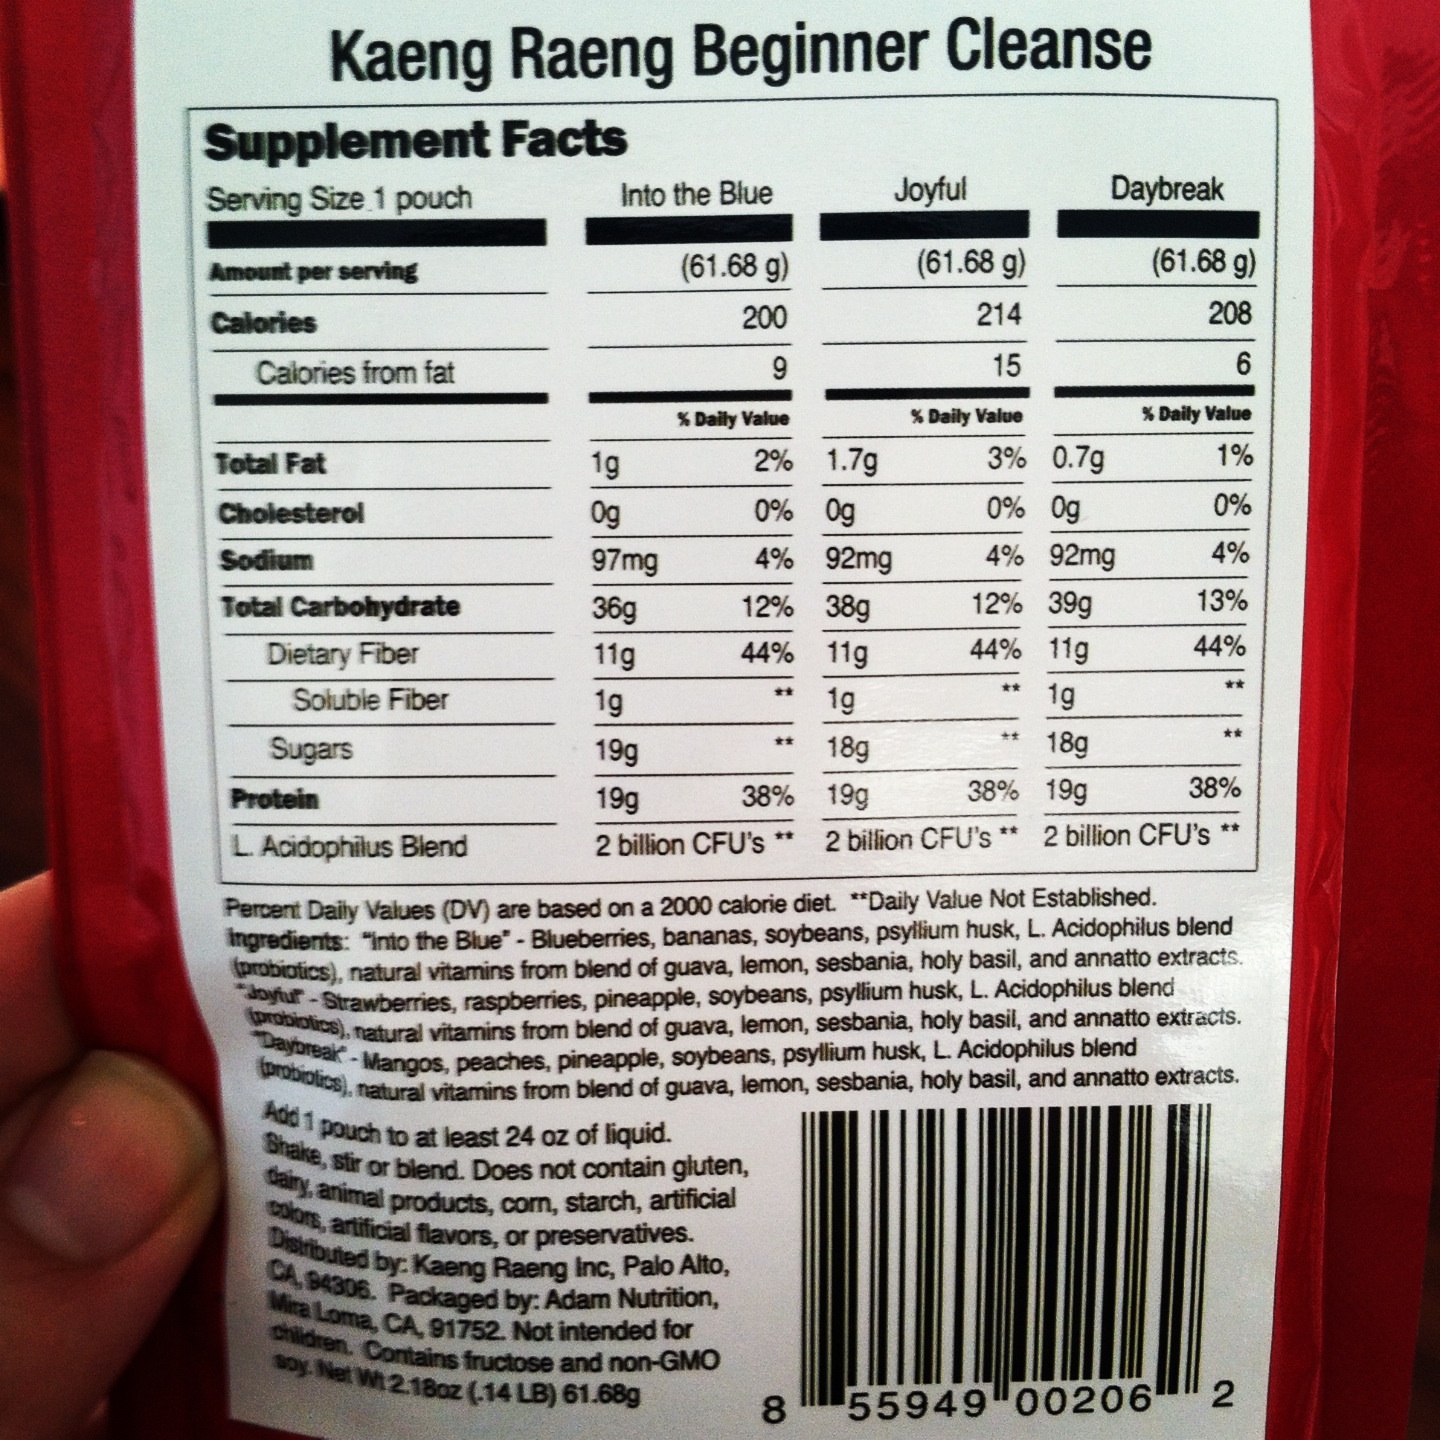 Kaeng Raeng Beginner Cleanse
Supplement Facts
Serving Size 1 pouch Into the Blue Joyful Daybreak
Amount per serving (61.68 g) (61.68 g) (61.68 g)
Calories 200 214 208
Calories from fat 9 15 6
% Daily Value % Daily Value % Daily Value
Total Fat 1g 2% 1.7g 3% 0.7g 1%
Cholesterol 0g 0% 0g 0% 0g 0%
Sodium 97mg 4% 92mg 4% 92mg 4%
Total Carbohydrate 36g 12% 38g 12% 39g 13%
Dietary Fiber 11g 44% 11g 44% 11g 44%
Soluble Fiber 1g ** 1g ** 1g **
Sugars 19g ** 18g ** 18g **
Protein 19g 38% 19g 38% 19g 38%
L. Acidophilus Blend 2 billion CFU's ** 2 billion CFU's ** 2 billion CFU's **
Percent Daily Values (DV) are based on a 2000 calorie diet. **Daily Value Not Established.
Ingredients: "Into the Blue" - Blueberries, bananas, soybeans, psyllium husk, L. Acidophilus blend
(probiotics), natural vitamins from blend of guava, lemon, sesbania, holy basil, and annatto extracts.
"Joyful" - Strawberries, raspberries, pineapple, soybeans, psyllium husk, L. Acidophilus blend
(probiotics), natural vitamins from blend of guava, lemon, sesbania, holy basil, and annatto extracts.
"Daybreak" - Mangos, peaches, pineapple, soybeans, psyllium husk, L. Acidophilus blend
(probiotics), natural vitamins from blend of guava, lemon, sesbania, holy basil, and annatto extracts.
Add 1 pouch to at least 24 oz of liquid.
Shake, stir or blend. Does not contain gluten,
dairy, animal products, corn, starch, artificial
colors, artificial flavors, or preservatives.
Distributed by: Kaeng Raeng Inc, Palo Alto,
CA, 94306. Packaged by: Adam Nutrition,
Mira Loma, CA, 91752. Not intended for
children. Contains fructose and non-GMO
soy. Net Wt 2.18oz (.14 LB) 61.68g
8 55949 00206 2